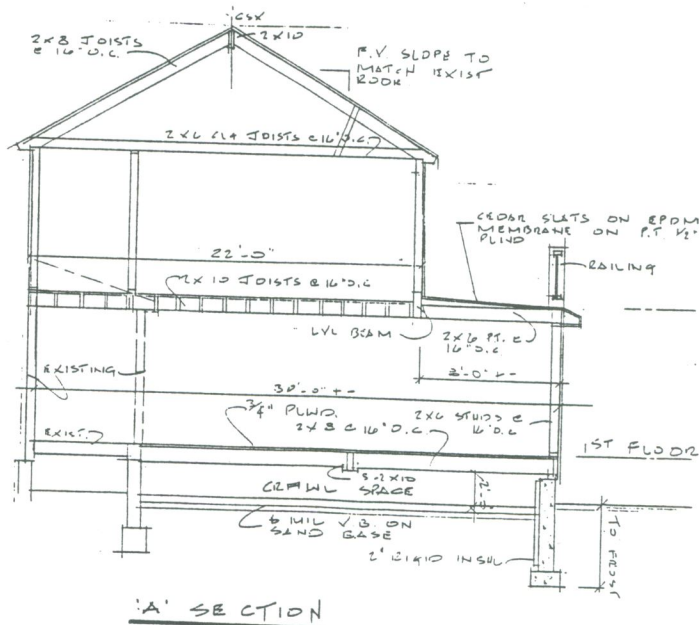 CSX
2x10
2x8 JOISTS
@ 16" O.C.
F.V. SLOPE TO
MATCH EXIST
ROOF
2x6 CL'G JOISTS @ 16" O.C.
CEDAR SLATS ON EPDM
MEMBRANE ON P.T. 1/2"
PLWD
RAILING
22'-0"
2x10 JOISTS @ 16" O.C
LVL BEAM
2x6 P.T. @
16" O.C
EXISTING
3/4" PLWD.
2x8 @ 16" O.C.
2x6 STUDS @
16" O.C
EXIST.
1ST FLOOR
3-2x10
CRAWL SPACE
6 MIL V.B. ON
SAND BASE
2" RIGID INSUL
TO FROST
'A' SECTION